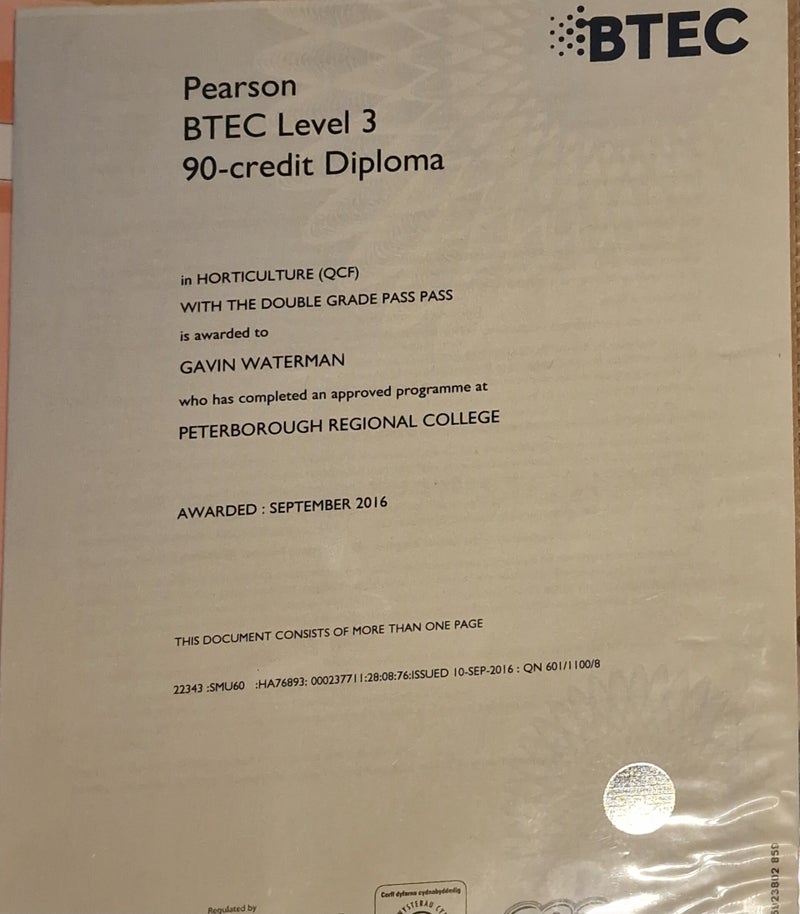 BTEC
Pearson
BTEC Level 3
90-credit Diploma
in HORTICULTURE (QCF)
WITH THE DOUBLE GRADE PASS PASS
is awarded to
GAVIN WATERMAN
who has completed an approved programme at
PETERBOROUGH REGIONAL COLLEGE
AWARDED : SEPTEMBER 2016
THIS DOCUMENT CONSISTS OF MORE THAN ONE PAGE
22343 :SMU60 :HA76893: 000237711:28:08:76:ISSUED 10-SEP-2016 : QN 601/1100/8
Regulated by
Corff dyfarnu cydnabyddedig